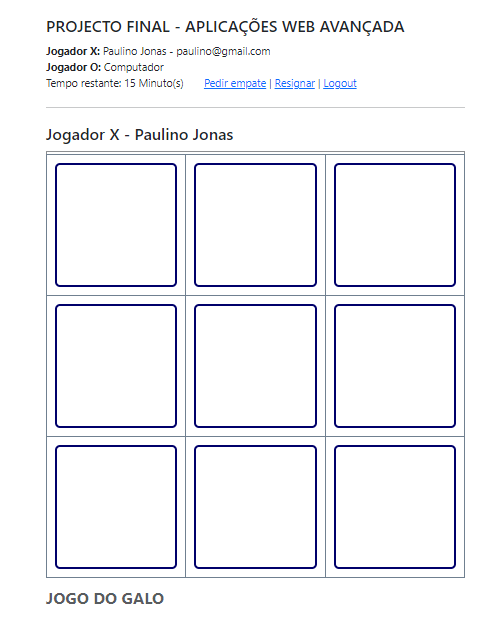 PROJECTO FINAL - APLICAÇÕES WEB AVANÇADA
Jogador X: Paulino Jonas - paulino@gmail.com
Jogador O: Computador
Tempo restante: 15 Minuto(s) Pedir empate | Resignar | Logout
Jogador X - Paulino Jonas
JOGO DO GALO